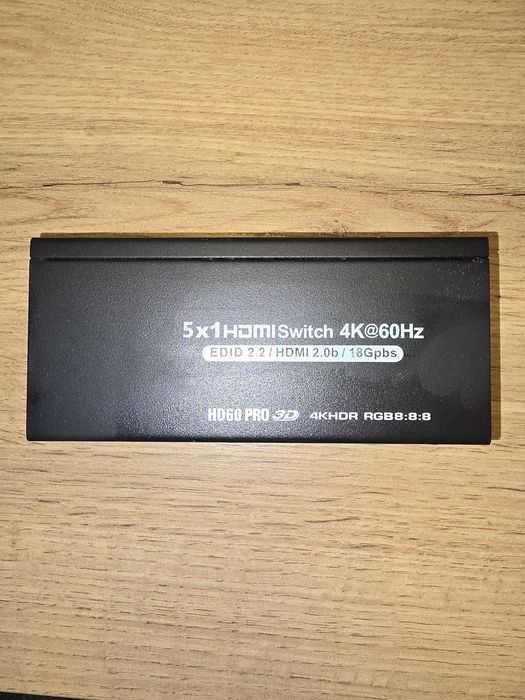 5x1 HDMI Switch 4K@60Hz
EDID 2.2 / HDMI 2.0b / 18Gpbs
HD60 PRO 3D 4KHDR RGB8:8:8